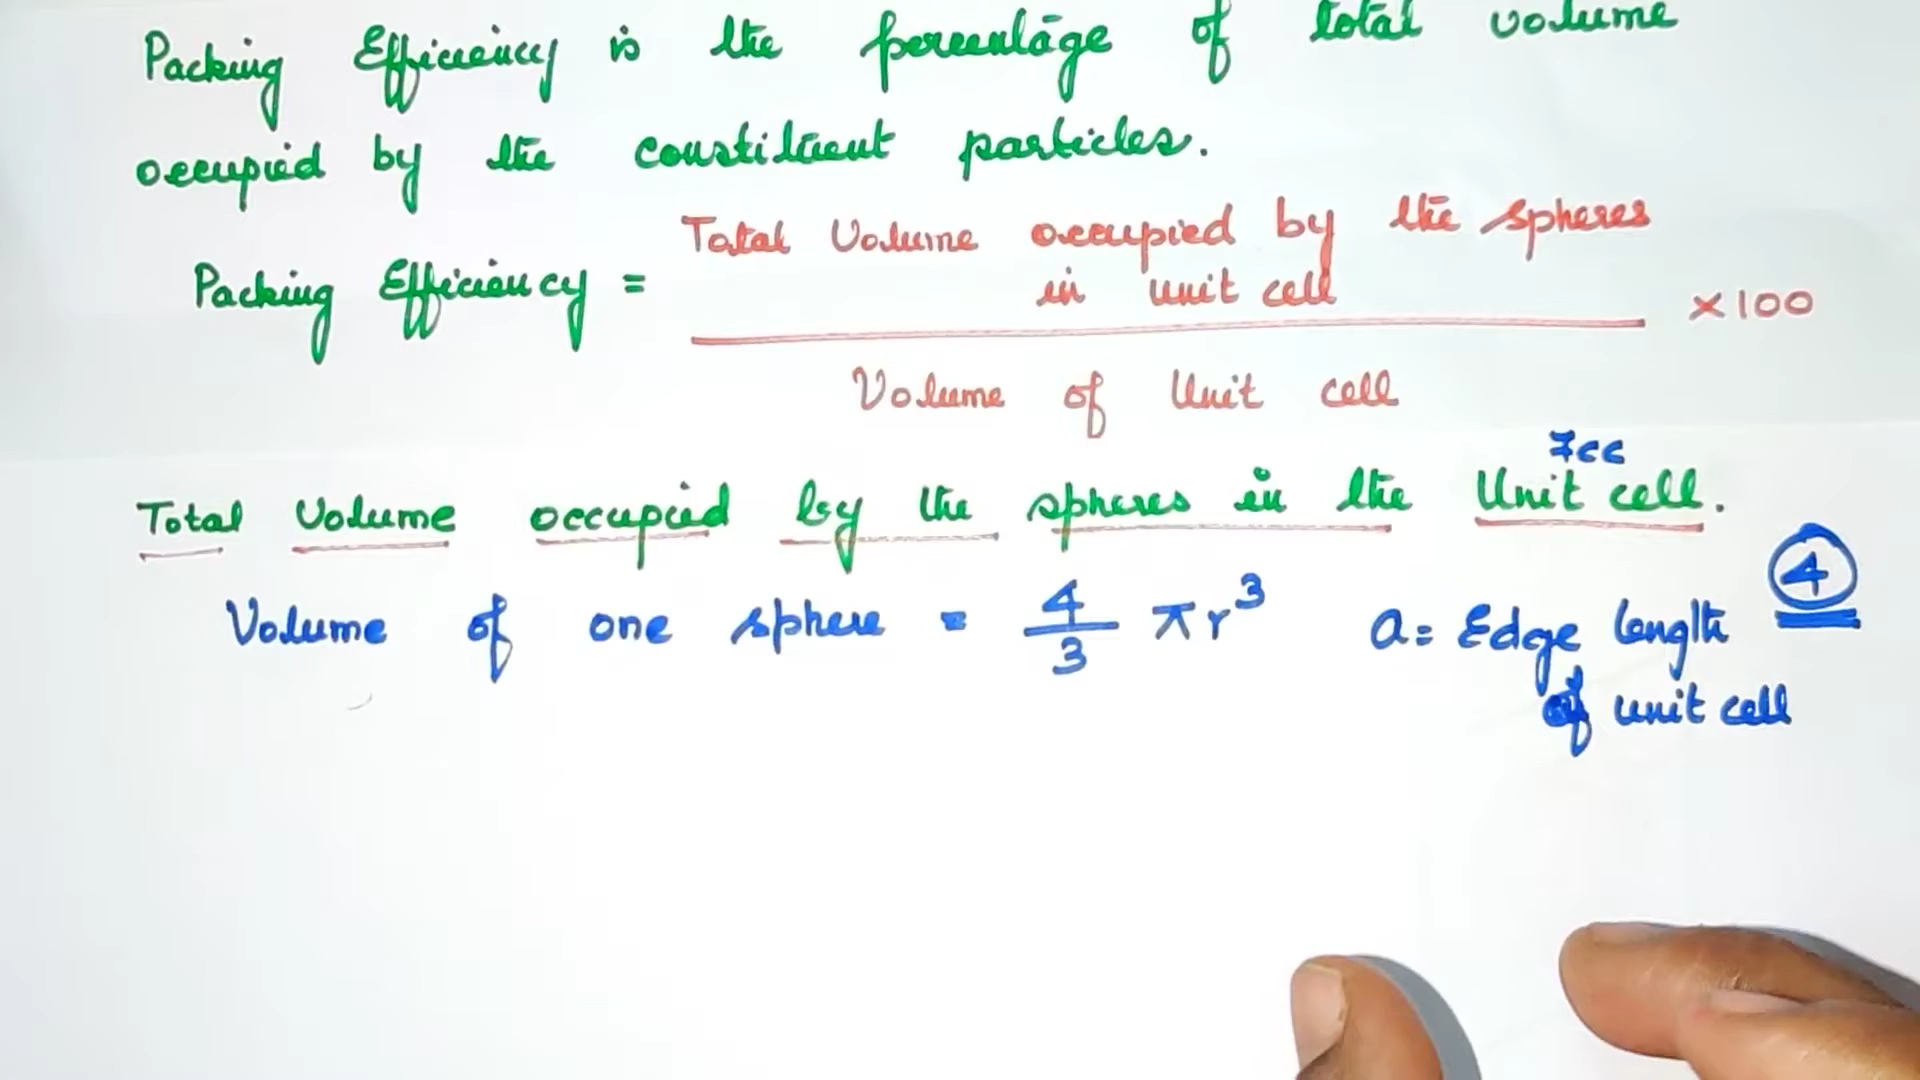 Packing Efficiency is the percentage of total volume
occupied by the constituent particles.
Packing Efficiency = Total Volume occupied by the spheres
in unit cell
×100
Volume of Unit cell
fcc
Total Volume occupied by the spheres in the Unit cell.
4
Volume of one sphere = 4/3 πr³ a = Edge length
of unit cell